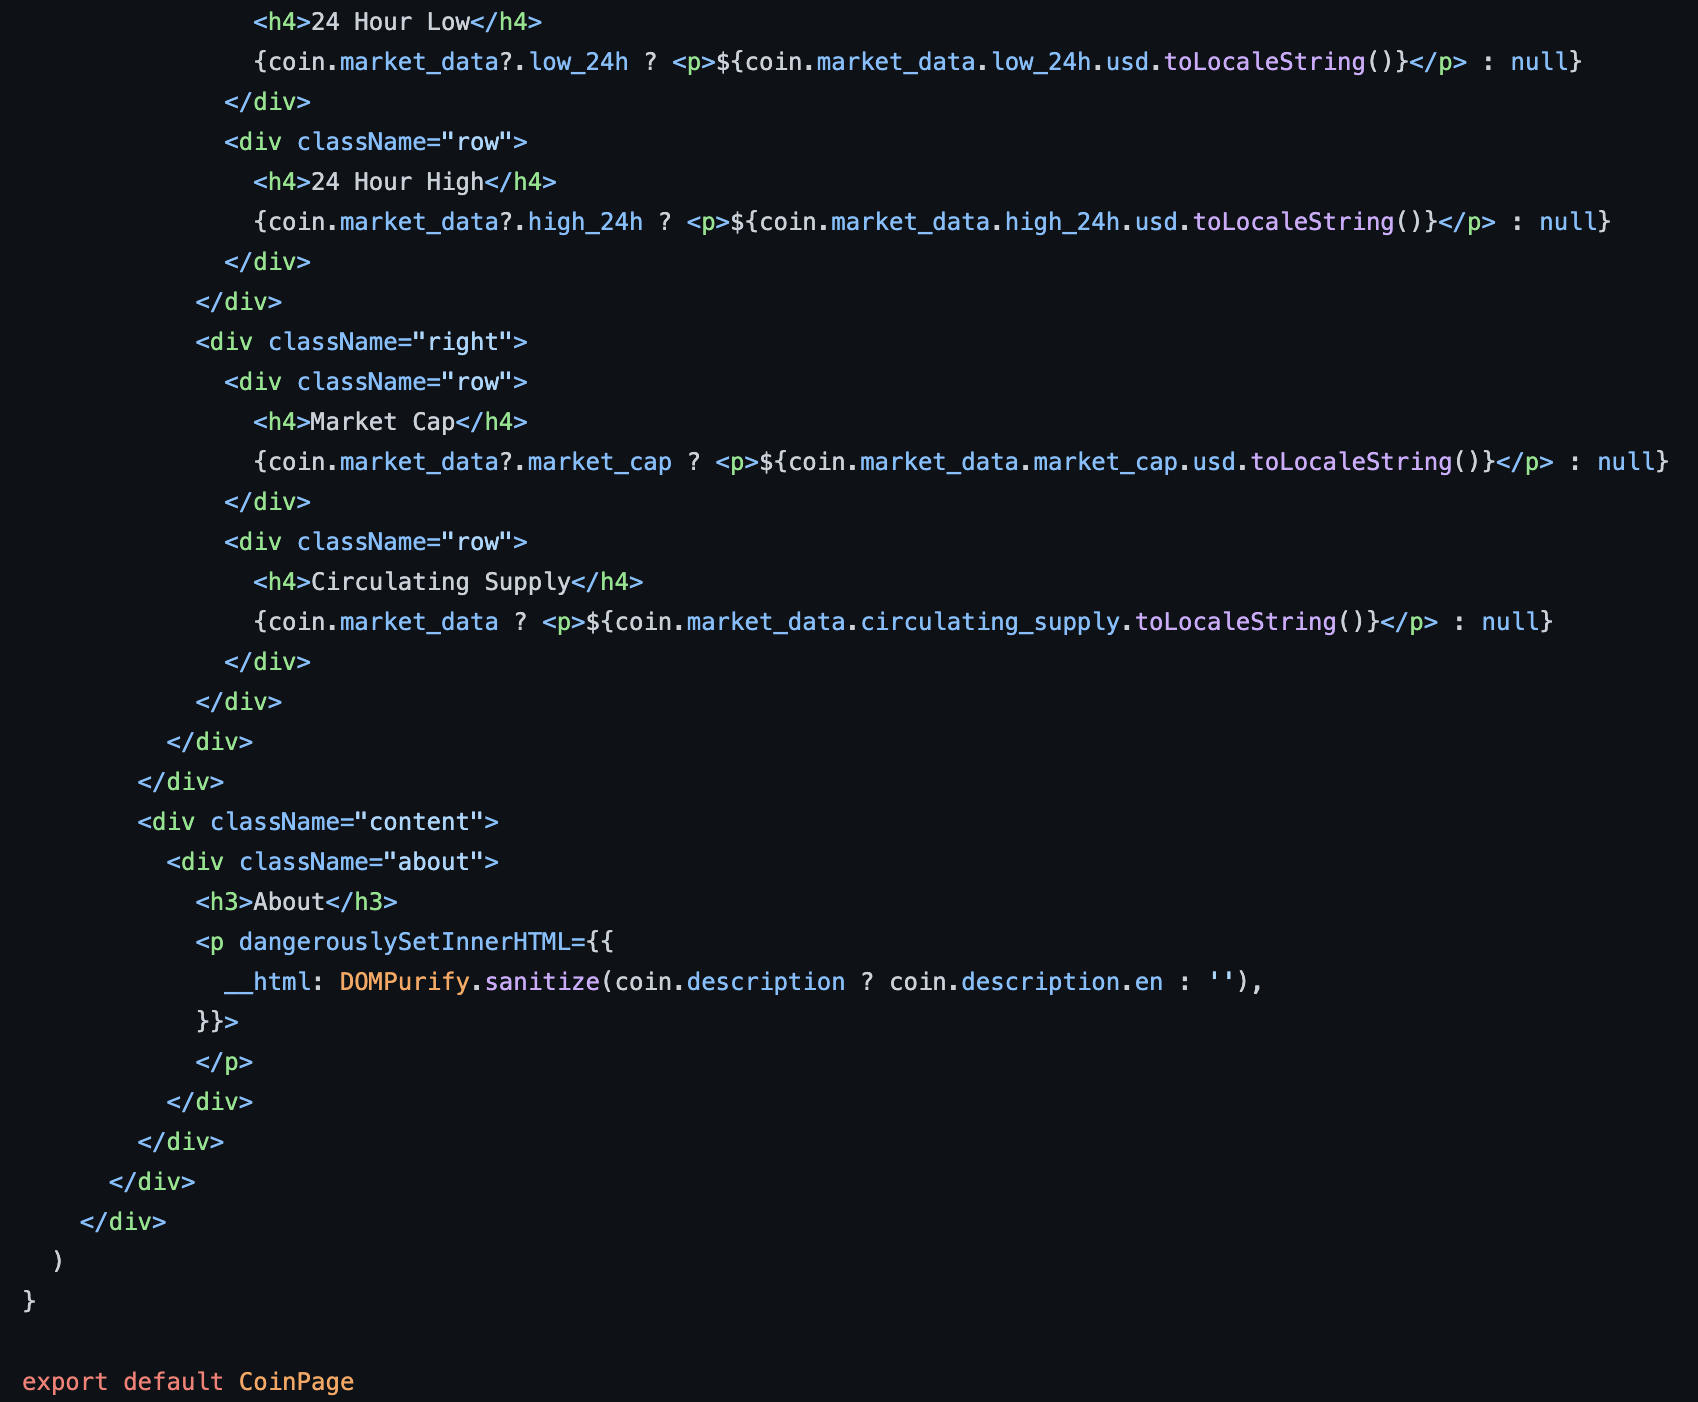 <h4>24 Hour Low</h4>
                {coin.market_data?.low_24h ? <p>${coin.market_data.low_24h.usd.toLocaleString()}</p> : null}
              </div>
              <div className="row">
                <h4>24 Hour High</h4>
                {coin.market_data?.high_24h ? <p>${coin.market_data.high_24h.usd.toLocaleString()}</p> : null}
              </div>
            </div>
            <div className="right">
              <div className="row">
                <h4>Market Cap</h4>
                {coin.market_data?.market_cap ? <p>${coin.market_data.market_cap.usd.toLocaleString()}</p> : null}
              </div>
              <div className="row">
                <h4>Circulating Supply</h4>
                {coin.market_data ? <p>${coin.market_data.circulating_supply.toLocaleString()}</p> : null}
              </div>
            </div>
          </div>
        </div>
        <div className="content">
          <div className="about">
            <h3>About</h3>
            <p dangerouslySetInnerHTML={{
              __html: DOMPurify.sanitize(coin.description ? coin.description.en : ''),
            }}>
            </p>
          </div>
        </div>
      </div>
    </div>
  )
}

export default CoinPage